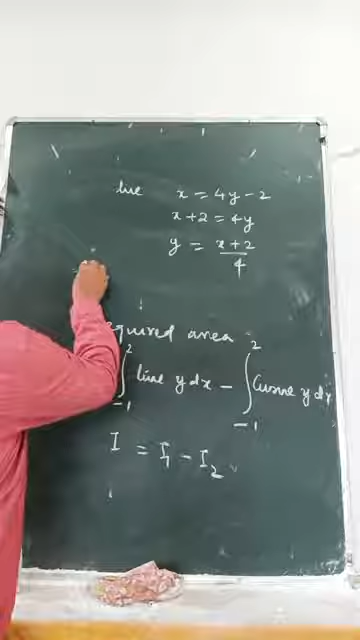 line x = 4y - 2
x + 2 = 4y
y = x + 2 / 4
quired area
∫ 2 -1 line y dx - ∫ 2 -1 Curve y dx
I = I1 - I2